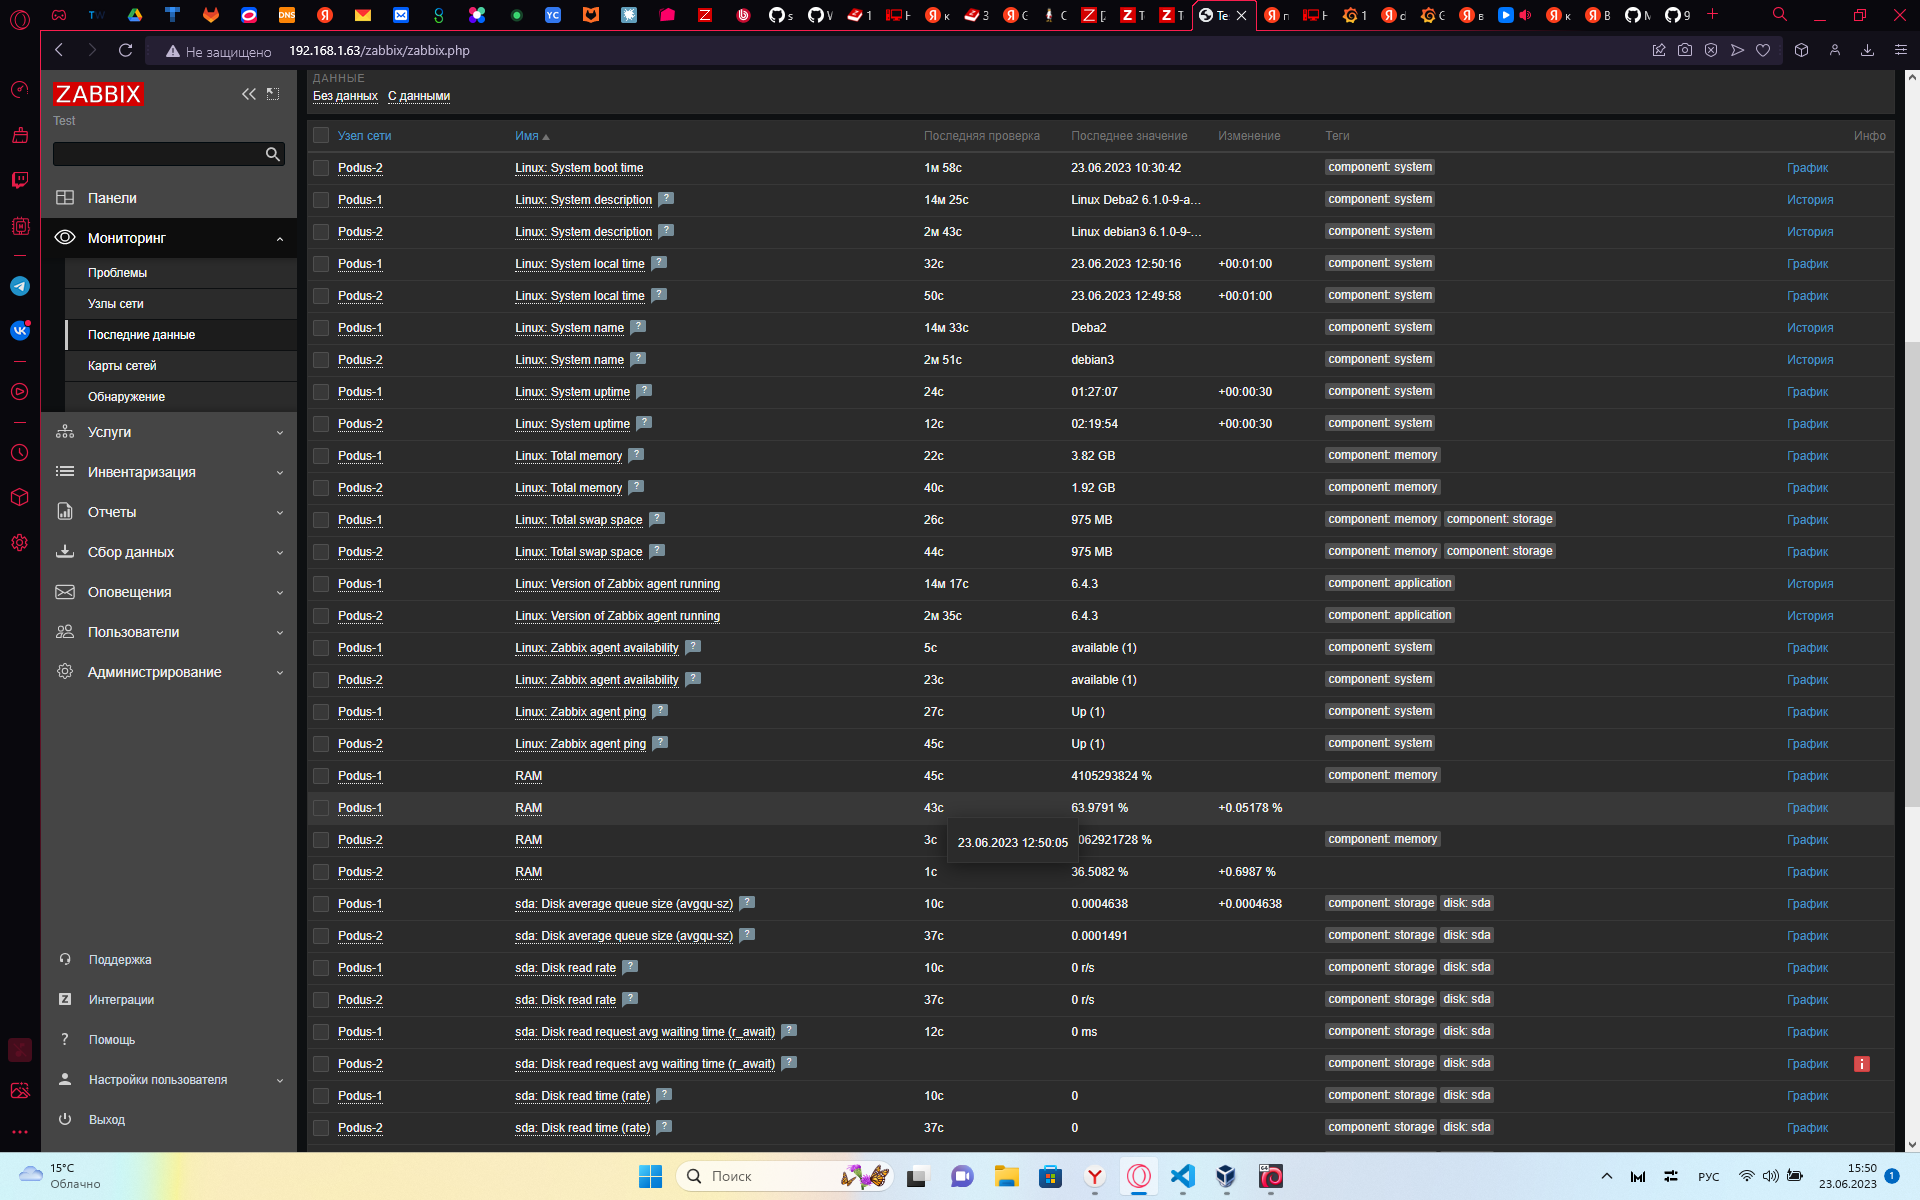 Не защищено 192.168.1.63/zabbix/zabbix.php
ZABBIX
Test
Панели
Мониторинг
Проблемы
Узлы сети
Последние данные
Карты сетей
Обнаружение
Услуги
Инвентаризация
Отчеты
Сбор данных
Оповещения
Пользователи
Администрирование
Поддержка
Интеграции
Помощь
Настройки пользователя
Выход
ДАННЫЕ
Без данных С данными
Узел сети Имя Последняя проверка Последнее значение Изменение Теги Инфо
Podus-2 Linux: System boot time 1м 58с 23.06.2023 10:30:42 component: system График
Podus-1 Linux: System description ? 14м 25с Linux Deba2 6.1.0-9-a... component: system История
Podus-2 Linux: System description ? 2м 43с Linux debian3 6.1.0-9-... component: system История
Podus-1 Linux: System local time ? 32с 23.06.2023 12:50:16 +00:01:00 component: system График
Podus-2 Linux: System local time ? 50с 23.06.2023 12:49:58 +00:01:00 component: system График
Podus-1 Linux: System name ? 14м 33с Deba2 component: system История
Podus-2 Linux: System name ? 2м 51с debian3 component: system История
Podus-1 Linux: System uptime ? 24с 01:27:07 +00:00:30 component: system График
Podus-2 Linux: System uptime ? 12с 02:19:54 +00:00:30 component: system График
Podus-1 Linux: Total memory ? 22с 3.82 GB component: memory График
Podus-2 Linux: Total memory ? 40с 1.92 GB component: memory График
Podus-1 Linux: Total swap space ? 26с 975 MB component: memory component: storage График
Podus-2 Linux: Total swap space ? 44с 975 MB component: memory component: storage График
Podus-1 Linux: Version of Zabbix agent running 14м 17с 6.4.3 component: application История
Podus-2 Linux: Version of Zabbix agent running 2м 35с 6.4.3 component: application История
Podus-1 Linux: Zabbix agent availability ? 5с available (1) component: system График
Podus-2 Linux: Zabbix agent availability ? 23с available (1) component: system График
Podus-1 Linux: Zabbix agent ping ? 27с Up (1) component: system График
Podus-2 Linux: Zabbix agent ping ? 45с Up (1) component: system График
Podus-1 RAM 45с 4105293824 % component: memory График
Podus-1 RAM 43с 63.9791 % +0.05178 % График
Podus-2 RAM 3с 062921728 % component: memory График
23.06.2023 12:50:05
Podus-2 RAM 1с 36.5082 % +0.6987 % График
Podus-1 sda: Disk average queue size (avgqu-sz) ? 10с 0.0004638 +0.0004638 component: storage disk: sda График
Podus-2 sda: Disk average queue size (avgqu-sz) ? 37с 0.0001491 component: storage disk: sda График
Podus-1 sda: Disk read rate ? 10с 0 r/s component: storage disk: sda График
Podus-2 sda: Disk read rate ? 37с 0 r/s component: storage disk: sda График
Podus-1 sda: Disk read request avg waiting time (r_await) ? 12с 0 ms component: storage disk: sda График
Podus-2 sda: Disk read request avg waiting time (r_await) ? component: storage disk: sda График i
Podus-1 sda: Disk read time (rate) ? 10с 0 component: storage disk: sda График
Podus-2 sda: Disk read time (rate) ? 37с 0 component: storage disk: sda График
15°C
Облачно
Поиск
РУС
15:50
23.06.2023
1